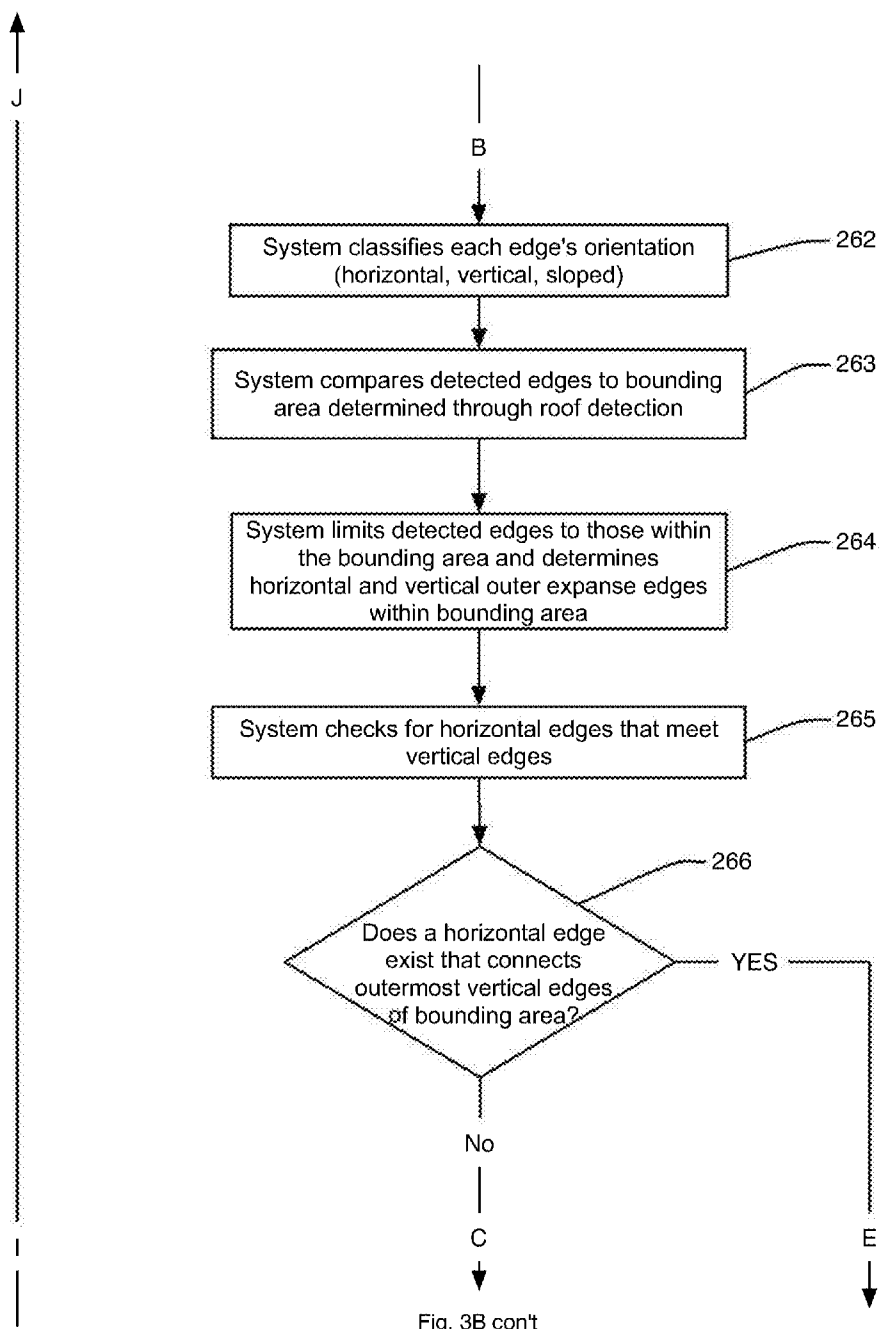 J
B
262
System classifies each edge's orientation
(horizontal, vertical, sloped)
263
System compares detected edges to bounding
area determined through roof detection
264
System limits detected edges to those within
the bounding area and determines
horizontal and vertical outer expanse edges
within bounding area
265
System checks for horizontal edges that meet
vertical edges
266
Does a horizontal edge
exist that connects
outermost vertical edges
of bounding area?
YES
No
I
C
E
Fig. 3B con't